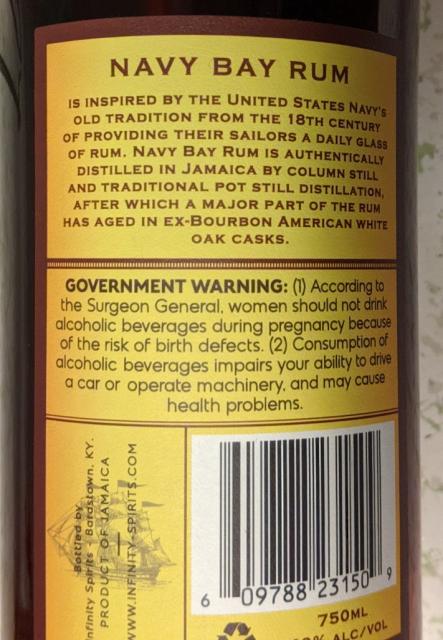 NAVY BAY RUM
IS INSPIRED BY THE UNITED STATES NAVY'S
OLD TRADITION FROM THE 18TH CENTURY
OF PROVIDING THEIR SAILORS A DAILY GLASS
OF RUM. NAVY BAY RUM IS AUTHENTICALLY
DISTILLED IN JAMAICA BY COLUMN STILL
AND TRADITIONAL POT STILL DISTILLATION,
AFTER WHICH A MAJOR PART OF THE RUM
HAS AGED IN EX-BOURBON AMERICAN WHITE
OAK CASKS.
GOVERNMENT WARNING: (1) According to
the Surgeon General, women should not drink
alcoholic beverages during pregnancy because
of the risk of birth defects. (2) Consumption of
alcoholic beverages impairs your ability to drive
a car or operate machinery, and may cause
health problems.
Bottled by
Infinity Spirits Bardstown, KY.
PRODUCT OF JAMAICA
WWW.INFINITY-SPIRITS.COM
6 09788 23150 9
750ML
% ALC/VOL